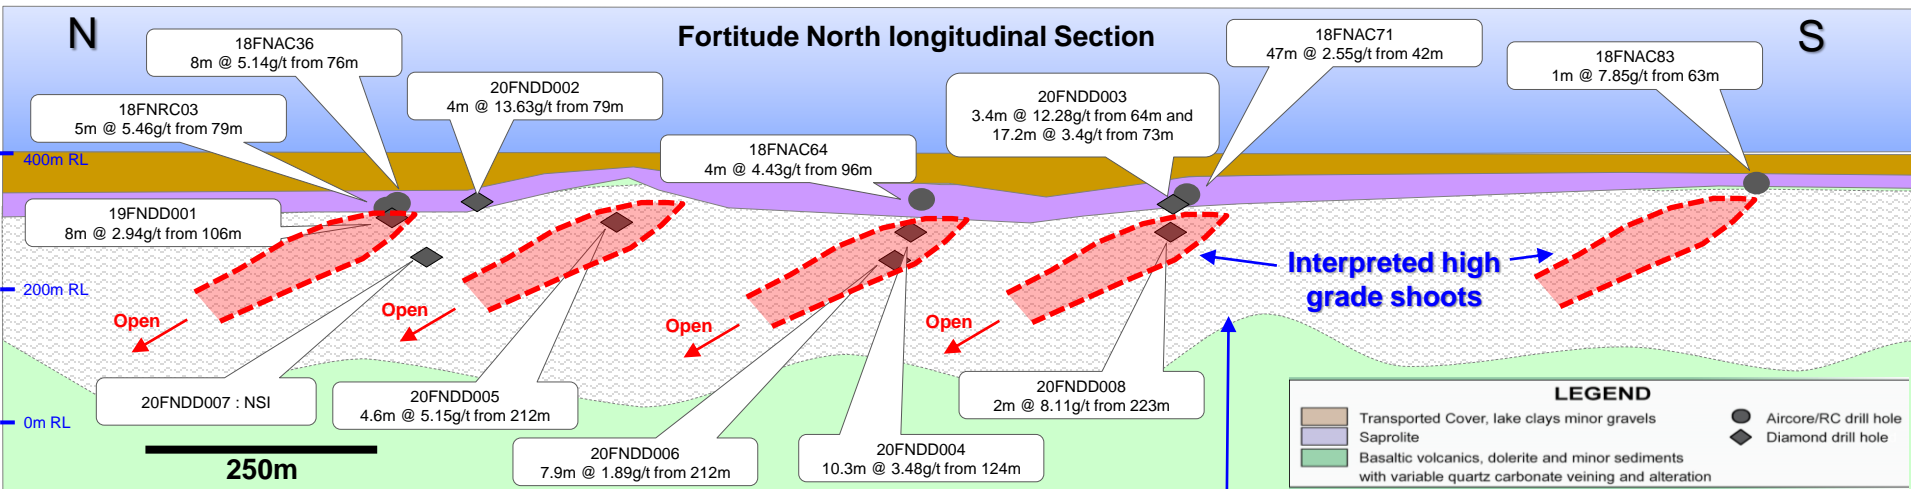 N
Fortitude North longitudinal Section
S
18FNAC36
8m @ 5.14g/t from 76m
18FNAC71
47m @ 2.55g/t from 42m
18FNAC83
1m @ 7.85g/t from 63m
20FNDD002
4m @ 13.63g/t from 79m
20FNDD003
3.4m @ 12.28g/t from 64m and
17.2m @ 3.4g/t from 73m
18FNRC03
5m @ 5.46g/t from 79m
18FNAC64
4m @ 4.43g/t from 96m
400m RL
19FNDD001
8m @ 2.94g/t from 106m
Interpreted high
grade shoots
200m RL
Open
Open
Open
Open
20FNDD007 : NSI
20FNDD005
4.6m @ 5.15g/t from 212m
20FNDD008
2m @ 8.11g/t from 223m
0m RL
20FNDD006
7.9m @ 1.89g/t from 212m
20FNDD004
10.3m @ 3.48g/t from 124m
250m
LEGEND
Transported Cover, lake clays minor gravels
Saprolite
Basaltic volcanics, dolerite and minor sediments
with variable quartz carbonate veining and alteration
Aircore/RC drill hole
Diamond drill hole